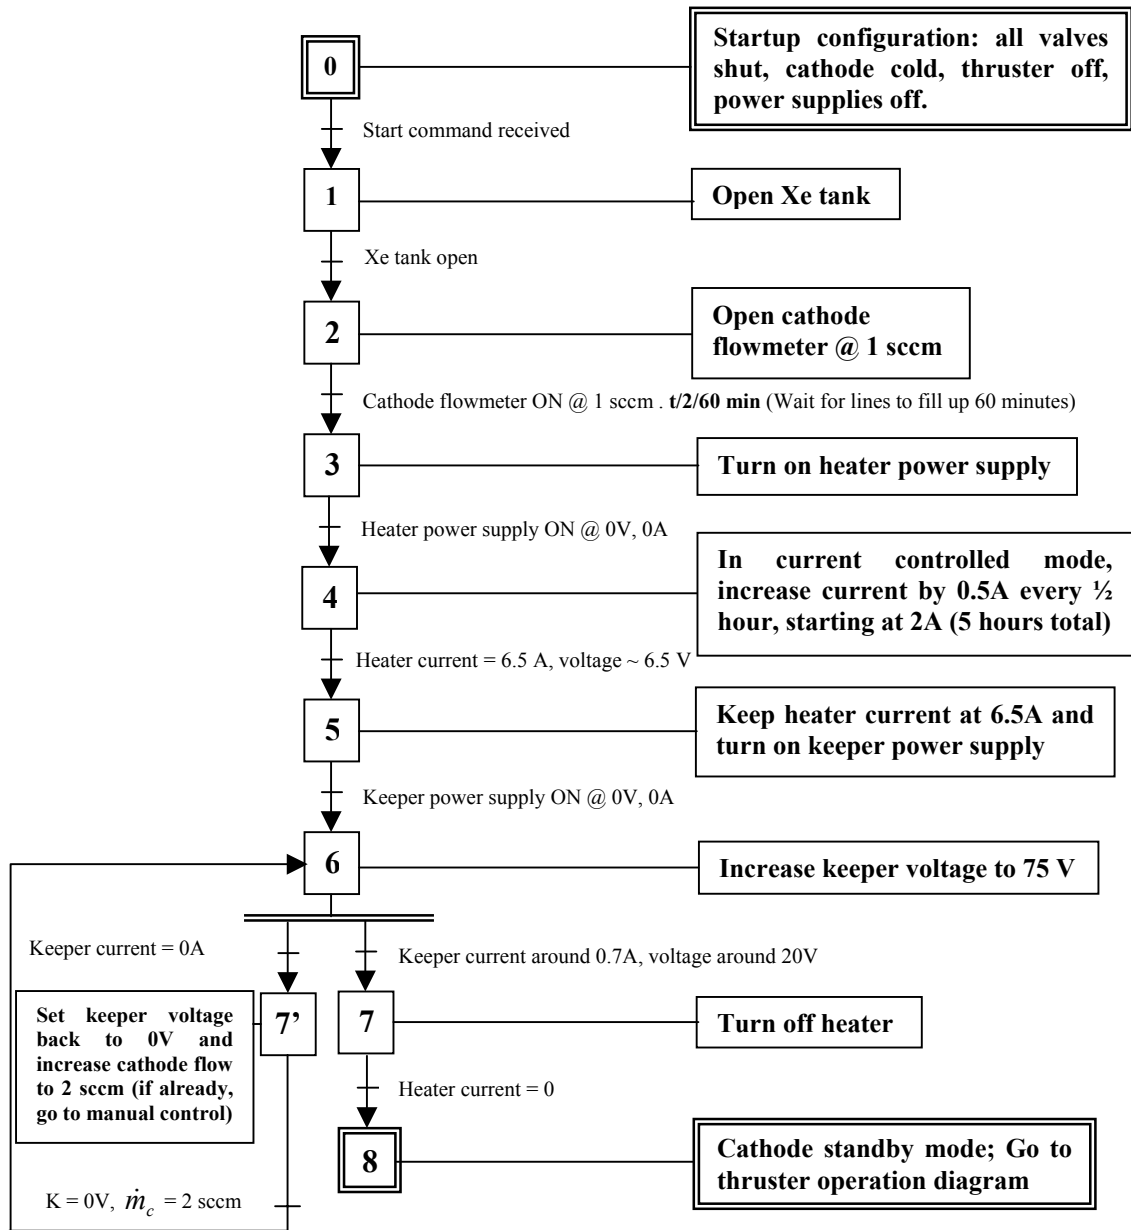 0
Startup configuration: all valves
shut, cathode cold, thruster off,
power supplies off.
Start command received
1
Open Xe tank
Xe tank open
2
Open cathode
flowmeter @ 1 sccm
Cathode flowmeter ON @ 1 sccm . t/2/60 min (Wait for lines to fill up 60 minutes)
3
Turn on heater power supply
Heater power supply ON @ 0V, 0A
4
In current controlled mode,
increase current by 0.5A every ½
hour, starting at 2A (5 hours total)
Heater current = 6.5 A, voltage ~ 6.5 V
5
Keep heater current at 6.5A and
turn on keeper power supply
Keeper power supply ON @ 0V, 0A
6
Increase keeper voltage to 75 V
Keeper current = 0A
Keeper current around 0.7A, voltage around 20V
Set keeper voltage
back to 0V and
increase cathode flow
to 2 sccm (if already,
go to manual control)
7’
7
Turn off heater
Heater current = 0
8
Cathode standby mode; Go to
thruster operation diagram
K = 0V, ṁ_c = 2 sccm